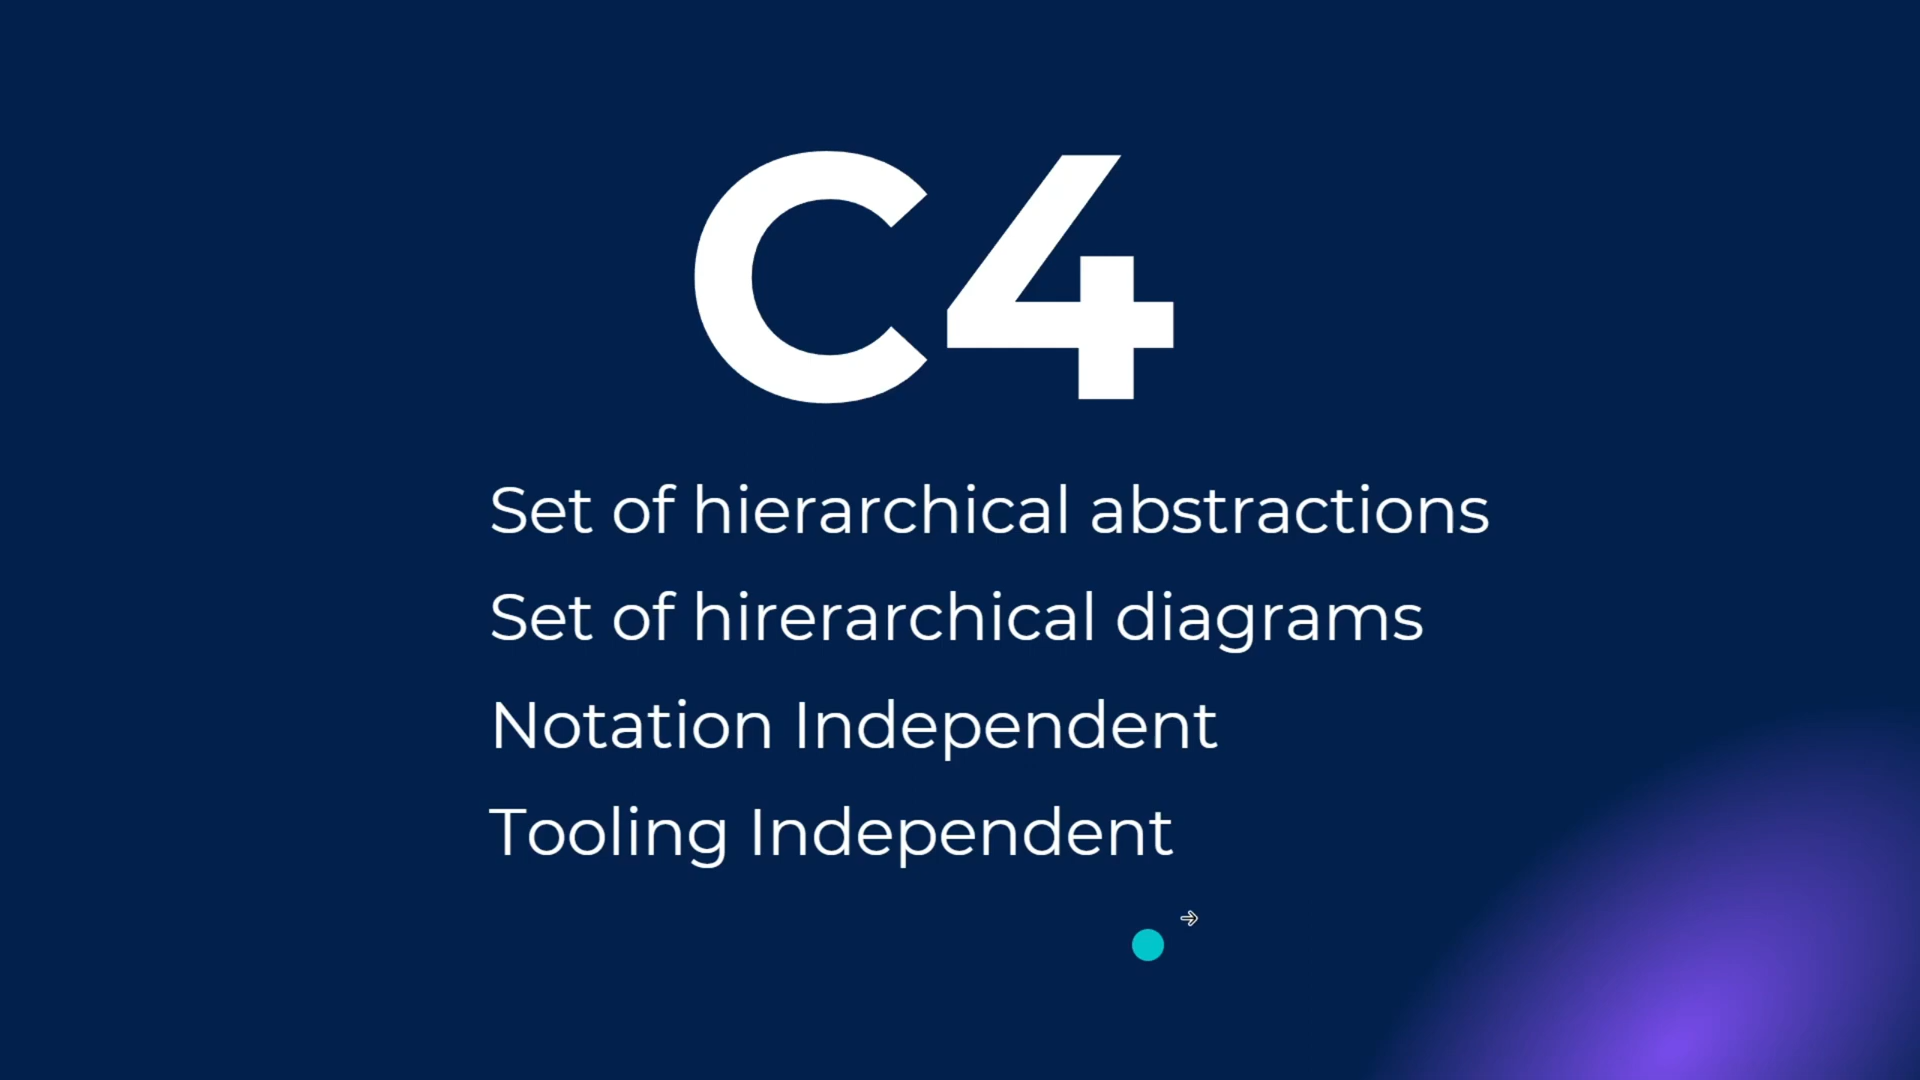 C4
Set of hierarchical abstractions
Set of hirerarchical diagrams
Notation Independent
Tooling Independent